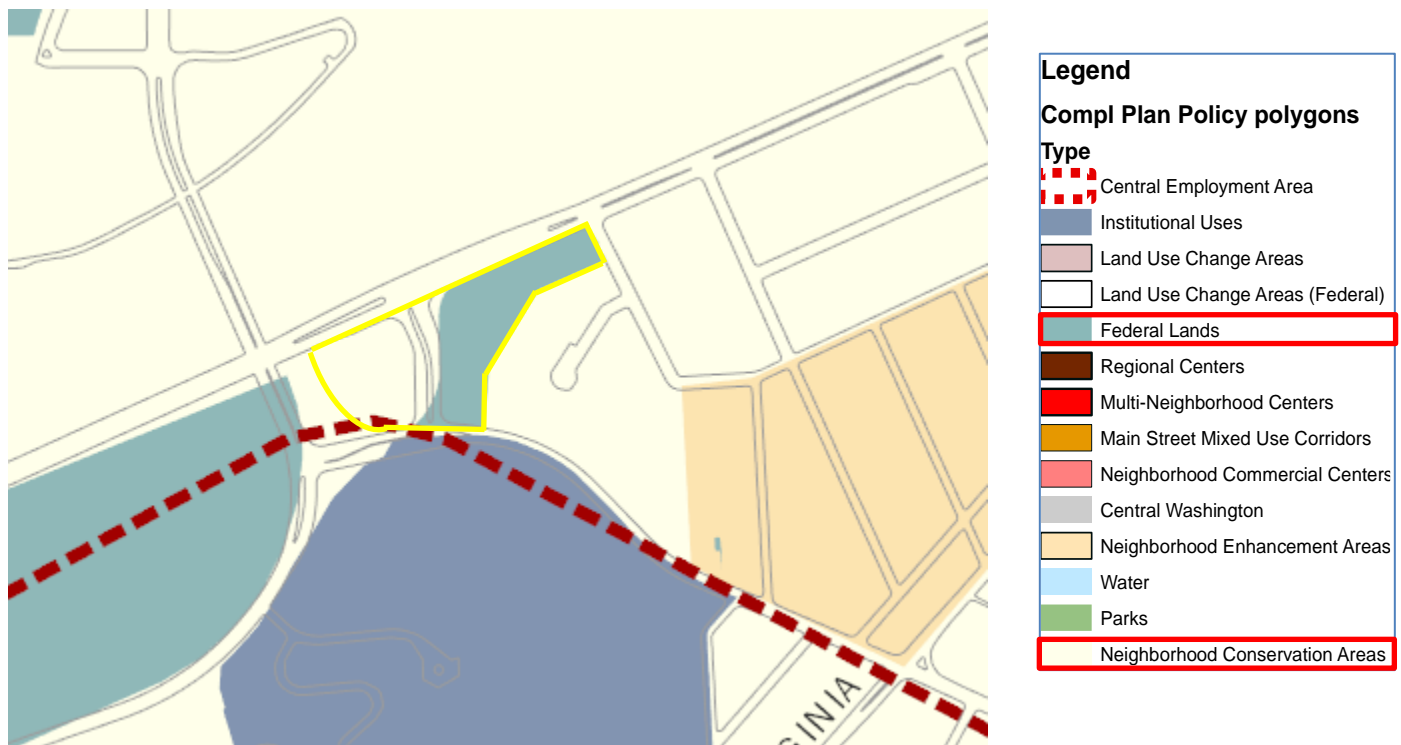 Legend
Compl Plan Policy polygons
Type
Central Employment Area
Institutional Uses
Land Use Change Areas
Land Use Change Areas (Federal)
Federal Lands
Regional Centers
Multi-Neighborhood Centers
Main Street Mixed Use Corridors
Neighborhood Commercial Centers
Central Washington
Neighborhood Enhancement Areas
Water
Parks
Neighborhood Conservation Areas
GINIA